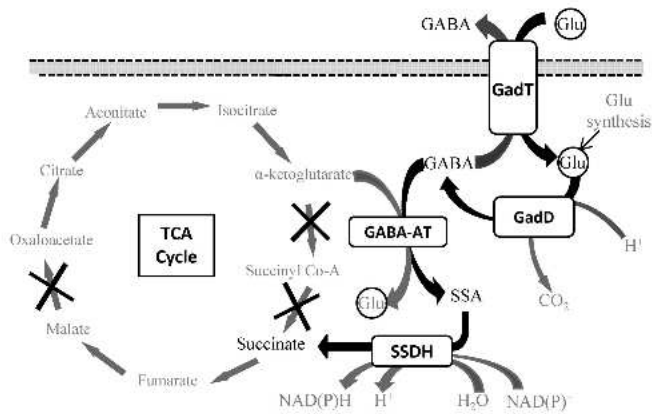 GABA
Glu
GadT
Glu
synthesis
Aconitate
Isocitrate
Citrate
α-ketoglutarate
GABA
Glu
GadD
TCA
Cycle
Oxaloacetate
GABA-AT
H⁺
Succinyl Co-A
CO₂
Glu
SSA
Malate
Succinate
SSDH
Fumarate
NAD(P)H
H⁺
H₂O
NAD(P)⁺